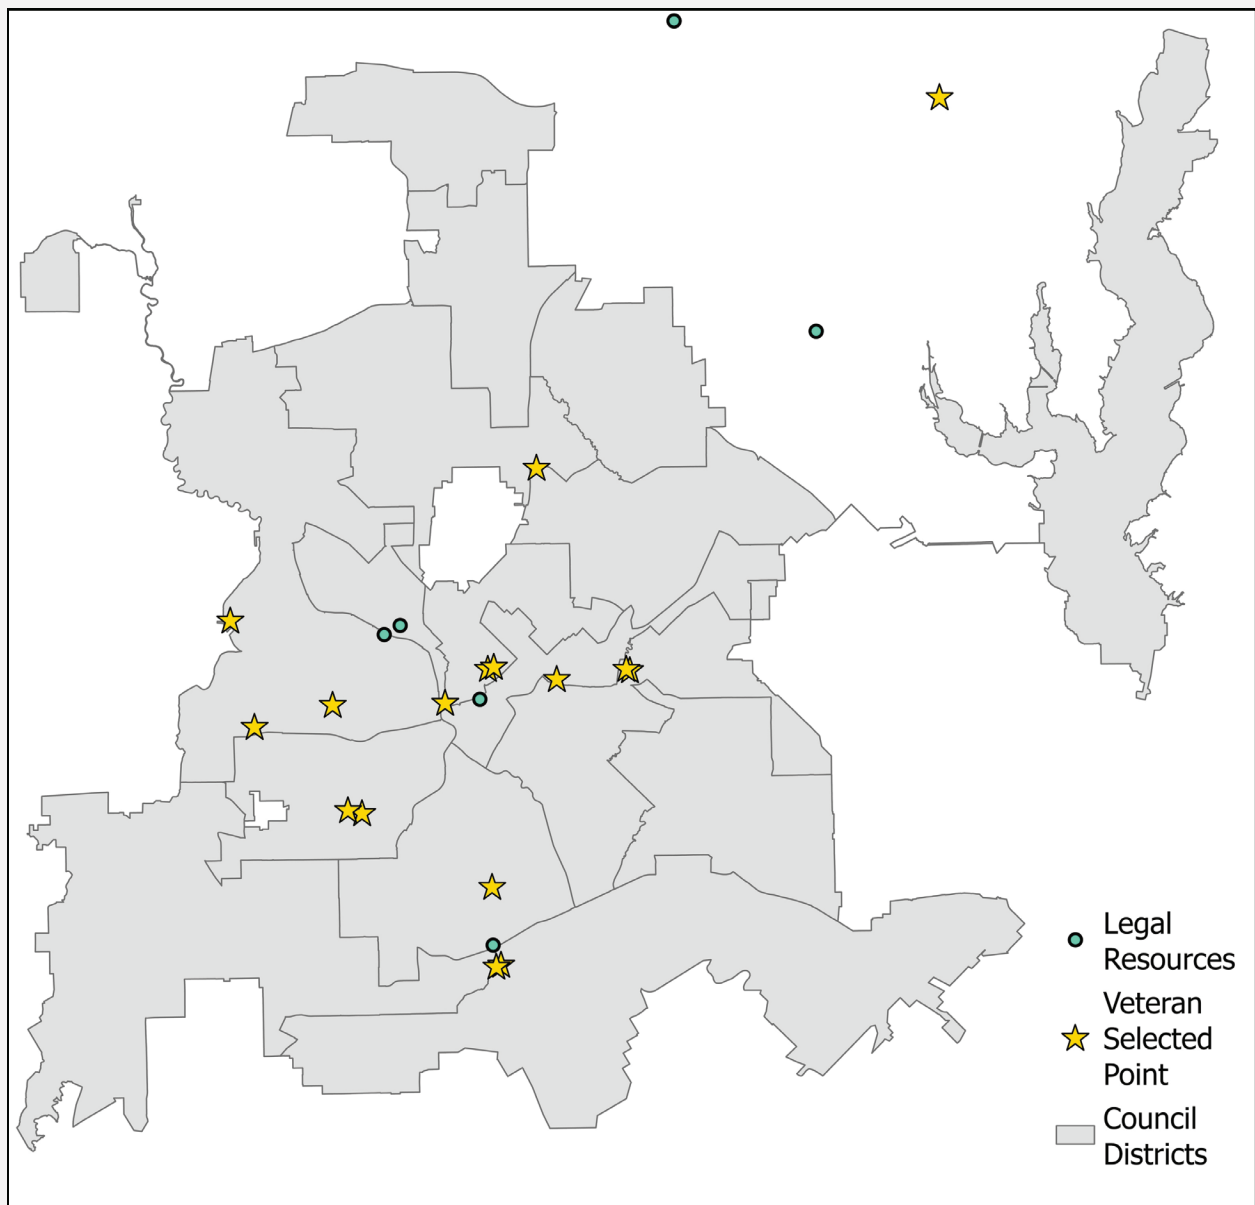 Legal
Resources
Veteran
Selected
Point
Council
Districts